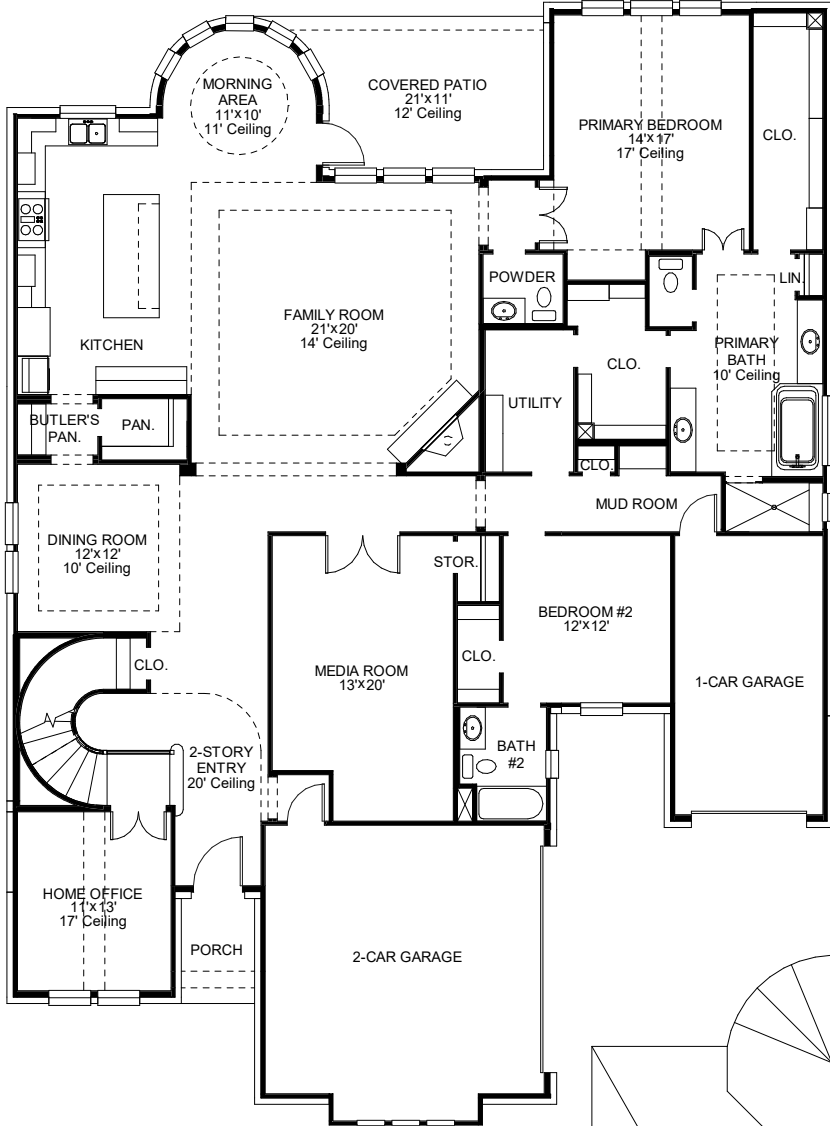 MORNING
AREA
11'x10'
11' Ceiling
COVERED PATIO
21'x11'
12' Ceiling
PRIMARY BEDROOM
14'x17'
17' Ceiling
CLO.
POWDER
LIN.
FAMILY ROOM
21'x20'
14' Ceiling
KITCHEN
PRIMARY
BATH
10' Ceiling
CLO.
UTILITY
BUTLER'S
PAN.
PAN.
CLO.
MUD ROOM
DINING ROOM
12'x12'
10' Ceiling
STOR.
BEDROOM #2
12'x12'
CLO.
CLO.
MEDIA ROOM
13'x20'
1-CAR GARAGE
2-STORY
ENTRY
20' Ceiling
BATH
#2
HOME OFFICE
11'x13'
17' Ceiling
PORCH
2-CAR GARAGE